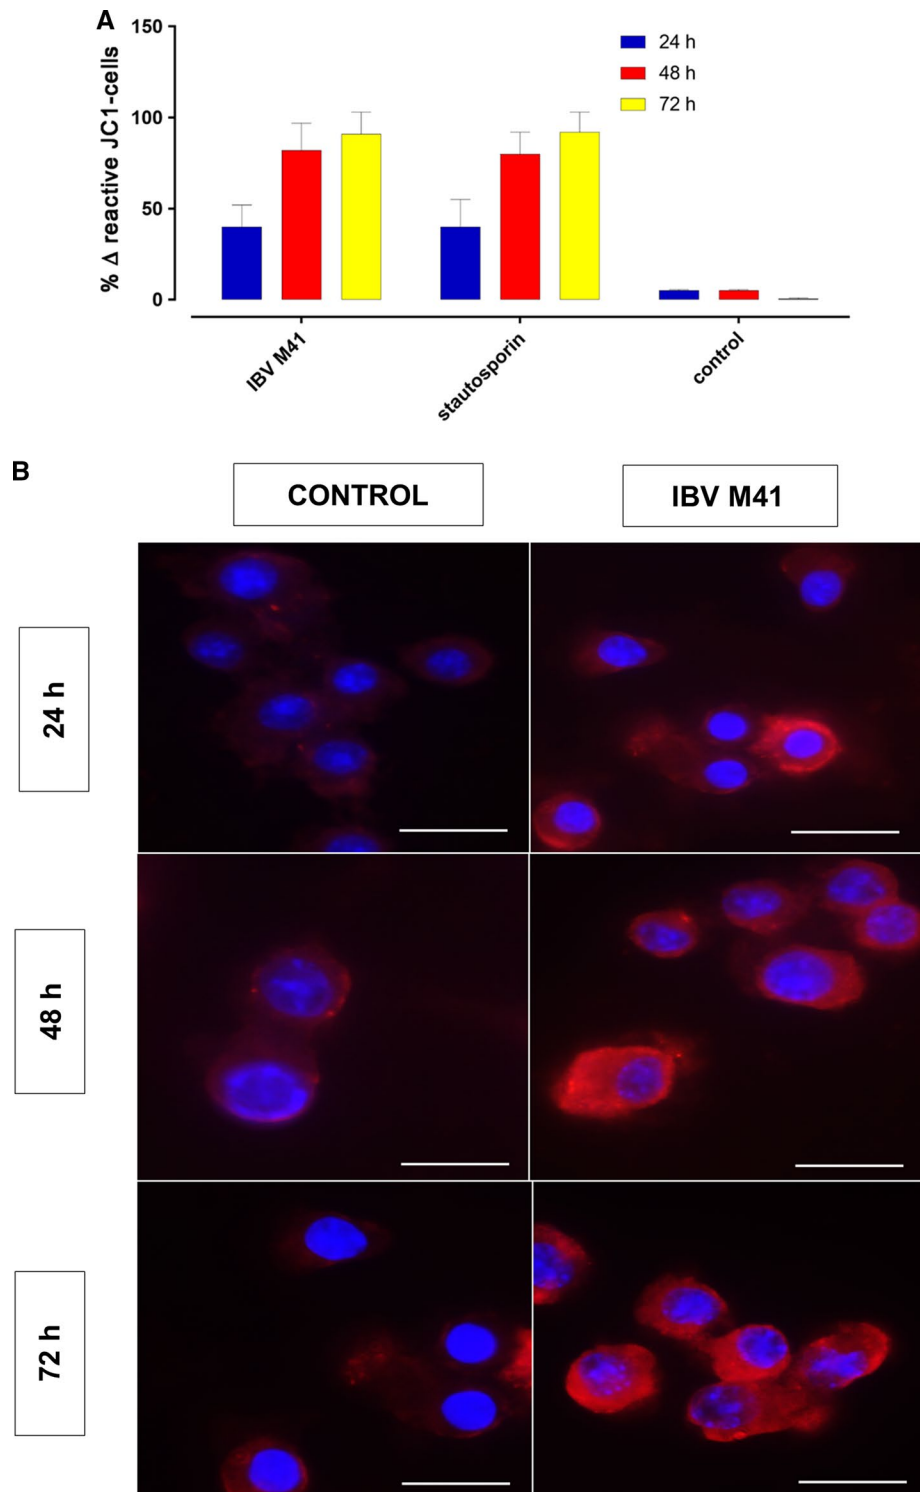 A
150
100
50
0
% Δ reactive JC1-cells
24 h
48 h
72 h
IBV M41
stautosporin
control
B
CONTROL
IBV M41
24 h
48 h
72 h